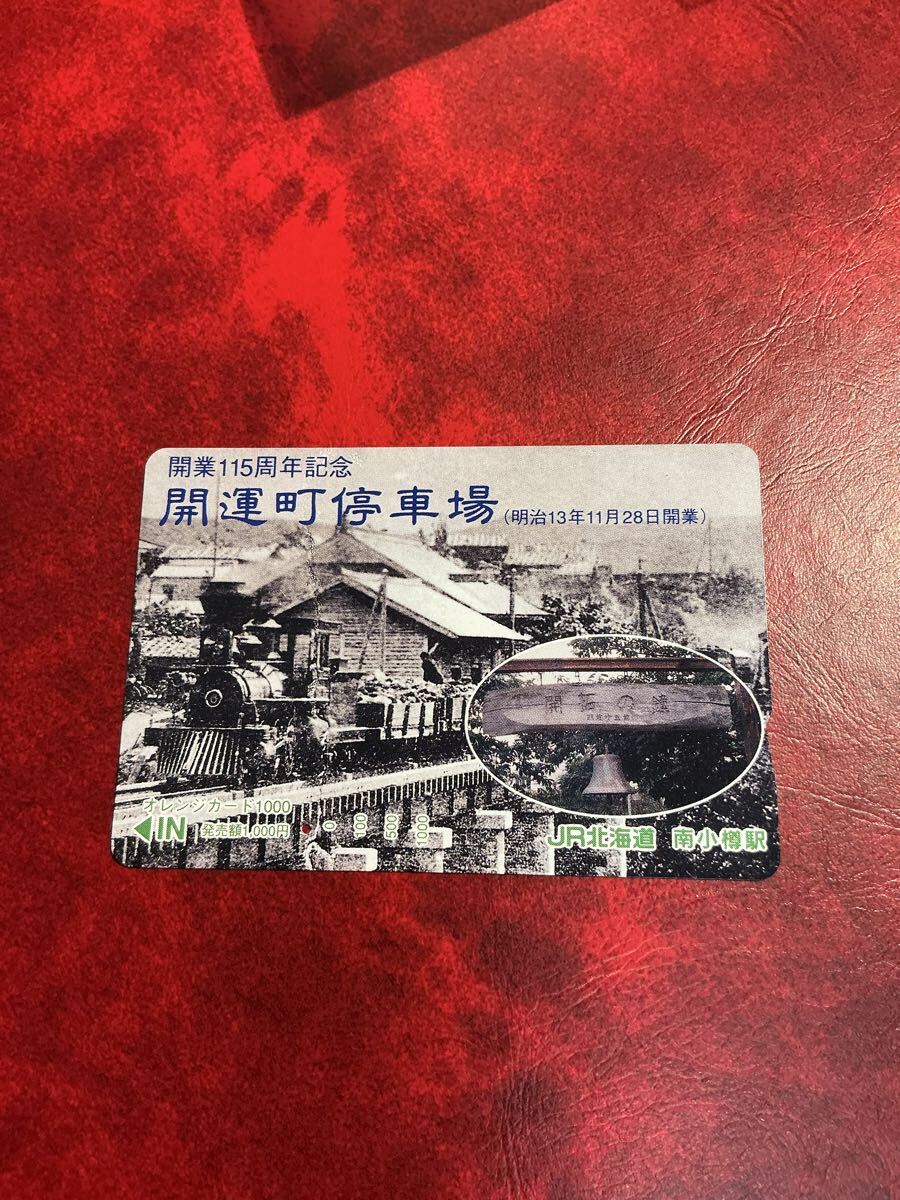 開業115周年記念
開運町停車場(明治13年11月28日開業)
オレンジカード1000
IN 発売額1,000円
0 100 500 1000
JR北海道 南小樽駅